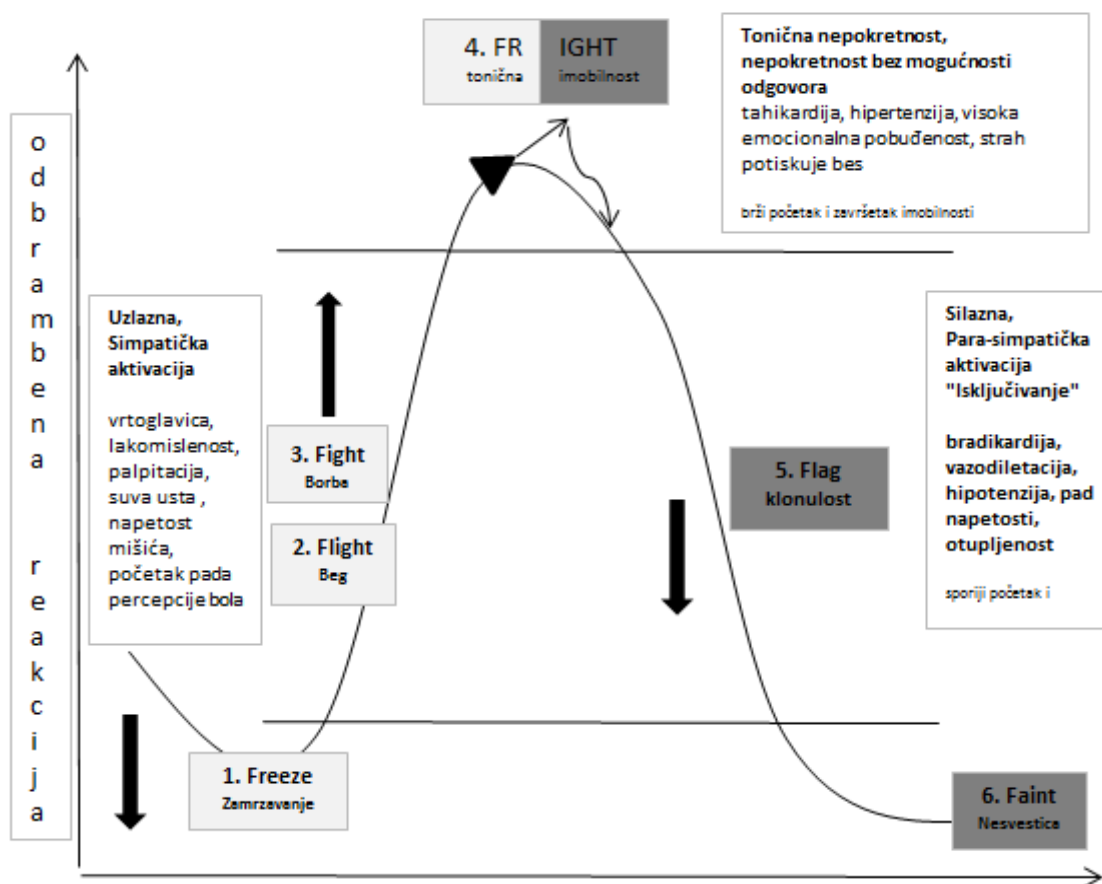 4. FRIGHT
tonična imobilnost
Tonična nepokretnost,
nepokretnost bez mogućnosti
odgovora
tahikardija, hipertenzija, visoka
emocionalna pobuđenost, strah
potiskuje bes
brži početak i završetak imobilnosti
odbrambena reakcija
Uzlazna,
Simpatička
aktivacija
vrtoglavica,
lakomislenost,
palpitacija,
suva usta ,
napetost
mišića,
početak pada
percepcije bola
3. Fight
Borba
2. Flight
Beg
1. Freeze
Zamrzavanje
5. Flag
klonulost
Silazna,
Para-simpatička
aktivacija
"Isključivanje"
bradikardija,
vazodiletacija,
hipotenzija, pad
napetosti,
otupljenost
sporiji početak i
6. Faint
Nesvestica